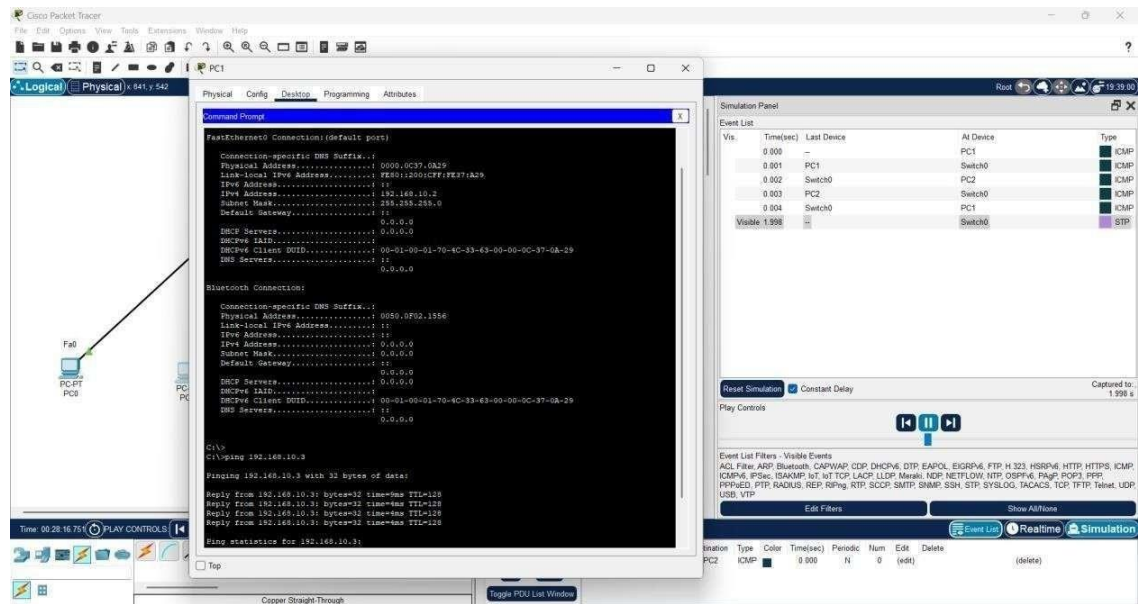 Cisco Packet Tracer
File Edit Options View Tools Extensions Window Help
?
Logical Physical x: 841, y: 542
Root 19:39:00
PC1
Physical Config Desktop Programming Attributes
Command Prompt X
FastEthernet0 Connection:(default port)
Connection-specific DNS Suffix..:
Physical Address................: 0000.0C37.0A29
Link-local IPv6 Address.........: FE80::200:CFF:FE37:A29
IPv6 Address....................: ::
IPv4 Address....................: 192.168.10.2
Subnet Mask.....................: 255.255.255.0
Default Gateway.................: ::
0.0.0.0
DHCP Servers....................: 0.0.0.0
DHCPv6 IAID.....................:
DHCPv6 Client DUID..............: 00-01-00-01-70-4C-33-63-00-00-0C-37-0A-29
DNS Servers.....................: ::
0.0.0.0
Bluetooth Connection:
Connection-specific DNS Suffix..:
Physical Address................: 0050.0F02.1556
Link-local IPv6 Address.........: ::
IPv6 Address....................: ::
IPv4 Address....................: 0.0.0.0
Subnet Mask.....................: 0.0.0.0
Default Gateway.................: ::
0.0.0.0
DHCP Servers....................: 0.0.0.0
DHCPv6 IAID.....................:
DHCPv6 Client DUID..............: 00-01-00-01-70-4C-33-63-00-00-0C-37-0A-29
DNS Servers.....................: ::
0.0.0.0
C:\>
C:\>ping 192.168.10.3
Pinging 192.168.10.3 with 32 bytes of data:
Reply from 192.168.10.3: bytes=32 time=9ms TTL=128
Reply from 192.168.10.3: bytes=32 time=4ms TTL=128
Reply from 192.168.10.3: bytes=32 time=4ms TTL=128
Reply from 192.168.10.3: bytes=32 time=4ms TTL=128
Ping statistics for 192.168.10.3:
Top
Fa0
PC-PT
PC0
PC-
PC
Simulation Panel
Event List
Vis. Time(sec) Last Device At Device Type
0.000 -- PC1 ICMP
0.001 PC1 Switch0 ICMP
0.002 Switch0 PC2 ICMP
0.003 PC2 Switch0 ICMP
0.004 Switch0 PC1 ICMP
Visible 1.998 -- Switch0 STP
Reset Simulation Constant Delay
Captured to:
1.998 s
Play Controls
Event List Filters - Visible Events
ACL Filter, ARP, Bluetooth, CAPWAP, CDP, DHCPv6, DTP, EAPOL, EIGRPv6, FTP, H.323, HSRPv6, HTTP, HTTPS, ICMP,
ICMPv6, IPSec, ISAKMP, IoT, IoT TCP, LACP, LLDP, Meraki, NDP, NETFLOW, NTP, OSPFv6, PAgP, POP3, PPP,
PPPoED, PTP, RADIUS, REP, RIPng, RTP, SCCP, SMTP, SNMP, SSH, STP, SYSLOG, TACACS, TCP, TFTP, Telnet, UDP,
USB, VTP
Edit Filters Show All/None
Time: 00:28:16.751 PLAY CONTROLS:
Event List Realtime Simulation
tination Type Color Time(sec) Periodic Num Edit Delete
PC2 ICMP 0.000 N 0 (edit) (delete)
Toggle PDU List Window
Copper Straight-Through